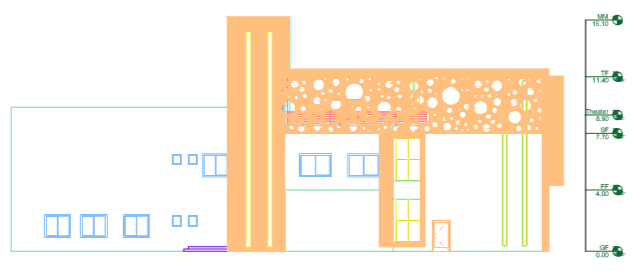 MM
15.10
TF
11.40
Theater
8.90
SF
7.70
FF
4.00
GF
0.00